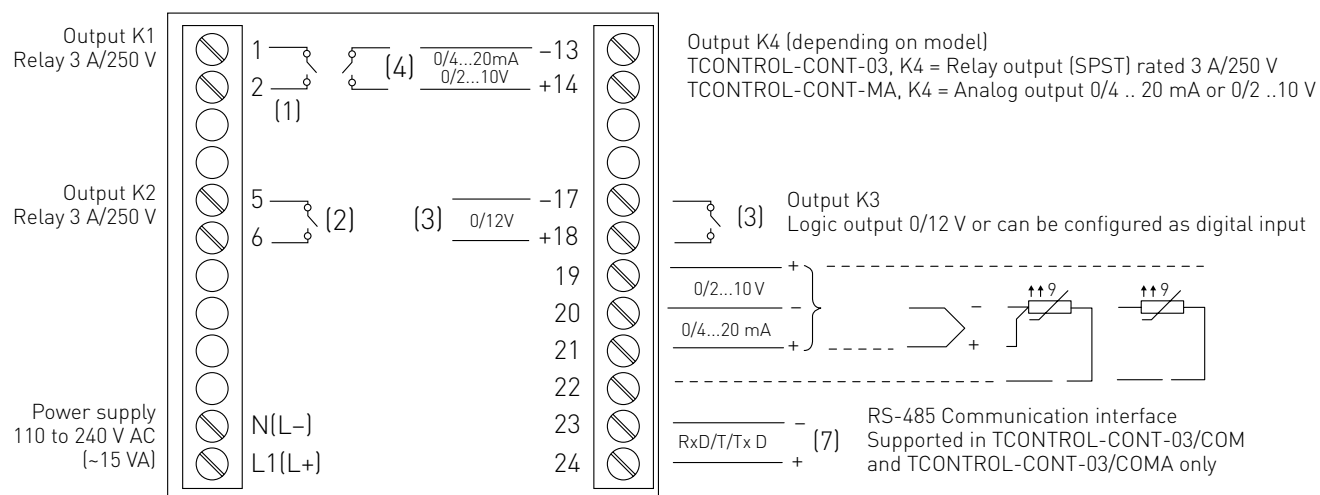 Output K1
Relay 3 A/250 V
1
2
(1)
(4)
0/4...20mA
0/2...10V
–13
+14
Output K4 (depending on model)
TCONTROL-CONT-03, K4 = Relay output (SPST) rated 3 A/250 V
TCONTROL-CONT-MA, K4 = Analog output 0/4 .. 20 mA or 0/2 ..10 V
Output K2
Relay 3 A/250 V
5
6
(2)
(3)
0/12V
–17
+18
(3)
Output K3
Logic output 0/12 V or can be configured as digital input
19
20
21
22
+
0/2...10 V
–
0/4...20 mA
+
–
+
9
9
Power supply
110 to 240 V AC
(~15 VA)
N(L–)
L1(L+)
23
24
–
RxD/T/Tx D
+
(7)
RS-485 Communication interface
Supported in TCONTROL-CONT-03/COM
and TCONTROL-CONT-03/COMA only